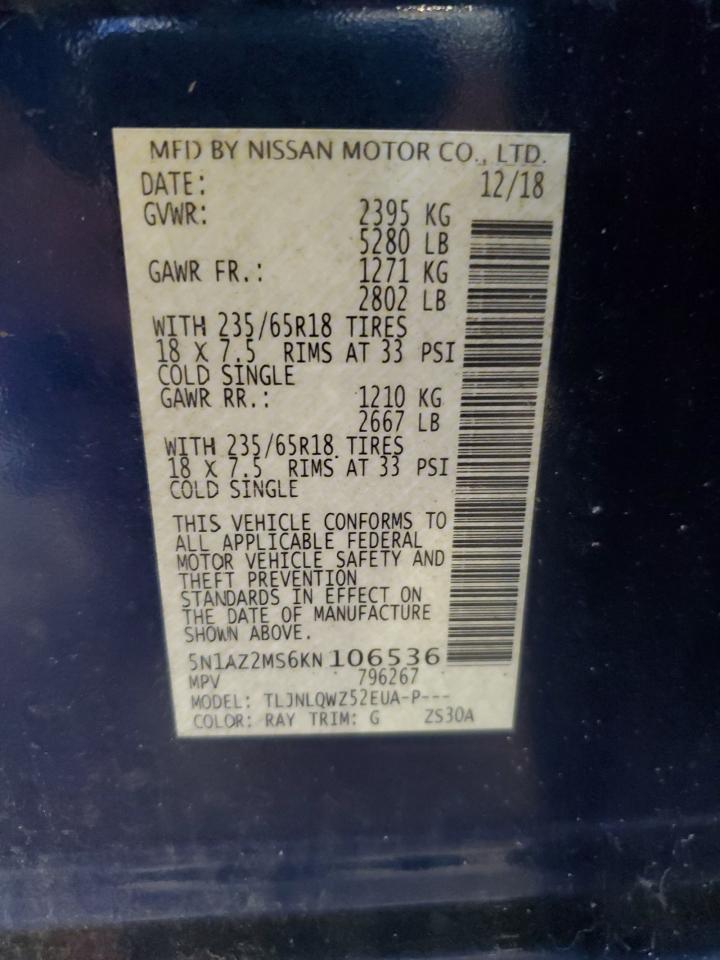 MFD BY NISSAN MOTOR CO., LTD.
DATE: 12/18
GVWR: 2395 KG
5280 LB
GAWR FR.: 1271 KG
2802 LB
WITH 235/65R18 TIRES
18 X 7.5 RIMS AT 33 PSI
COLD SINGLE
GAWR RR.: 1210 KG
2667 LB
WITH 235/65R18 TIRES
18 X 7.5 RIMS AT 33 PSI
COLD SINGLE
THIS VEHICLE CONFORMS TO
ALL APPLICABLE FEDERAL
MOTOR VEHICLE SAFETY AND
THEFT PREVENTION
STANDARDS IN EFFECT ON
THE DATE OF MANUFACTURE
SHOWN ABOVE.
5N1AZ2MS6KN 106536
MPV 796267
MODEL: TLJNLQWZ52EUA-P---
COLOR: RAY TRIM: G ZS30A